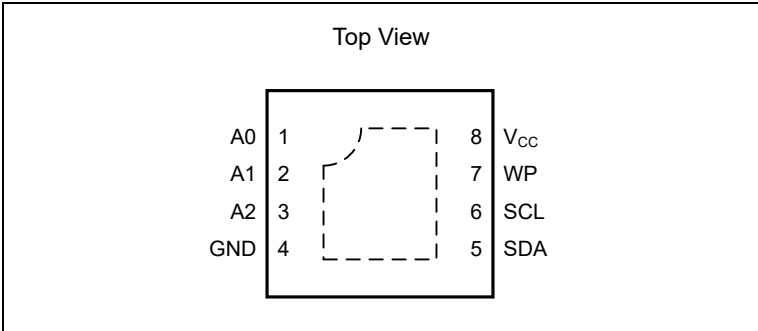 Top View
A0 1 8 VCC
A1 2 7 WP
A2 3 6 SCL
GND 4 5 SDA